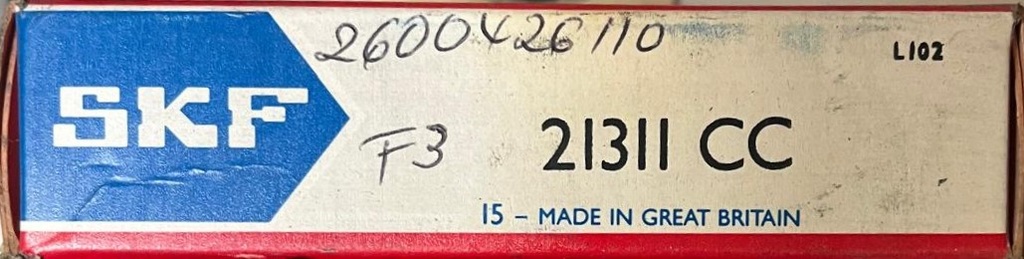 2600426110
L102
SKF
F3
21311 CC
15 – MADE IN GREAT BRITAIN